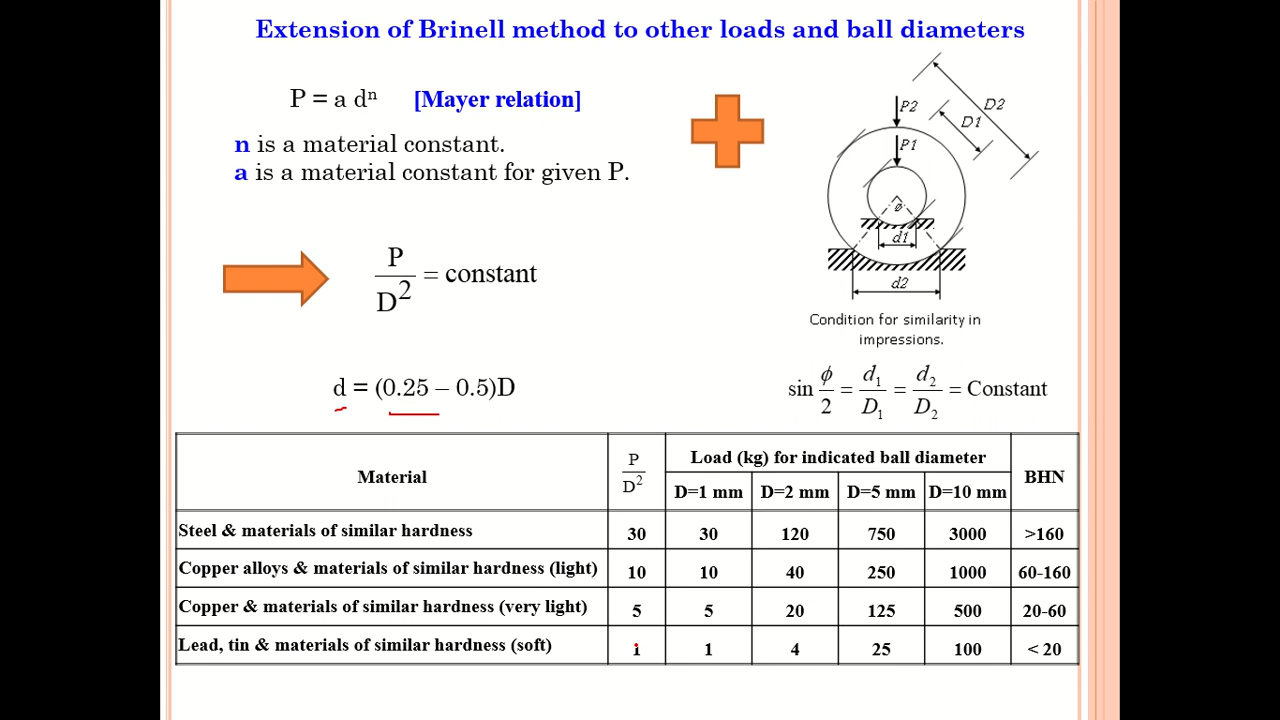 Extension of Brinell method to other loads and ball diameters
P = a dⁿ [Mayer relation]
n is a material constant.
a is a material constant for given P.
P
D² = constant
d = (0.25 – 0.5)D
D2
D1
P2
P1
ø
d1
d2
Condition for similarity in
impressions.
sin ϕ/2 = d₁/D₁ = d₂/D₂ = Constant
Material P/D² Load (kg) for indicated ball diameter BHN
D=1 mm D=2 mm D=5 mm D=10 mm
Steel & materials of similar hardness 30 30 120 750 3000 >160
Copper alloys & materials of similar hardness (light) 10 10 40 250 1000 60-160
Copper & materials of similar hardness (very light) 5 5 20 125 500 20-60
Lead, tin & materials of similar hardness (soft) 1 1 4 25 100 < 20